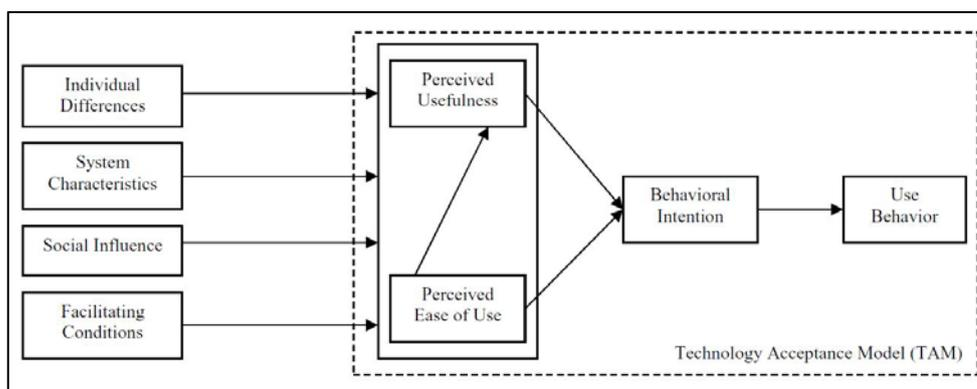 Individual
Differences
System
Characteristics
Social Influence
Facilitating
Conditions
Perceived
Usefulness
Perceived
Ease of Use
Behavioral
Intention
Use
Behavior
Technology Acceptance Model (TAM)